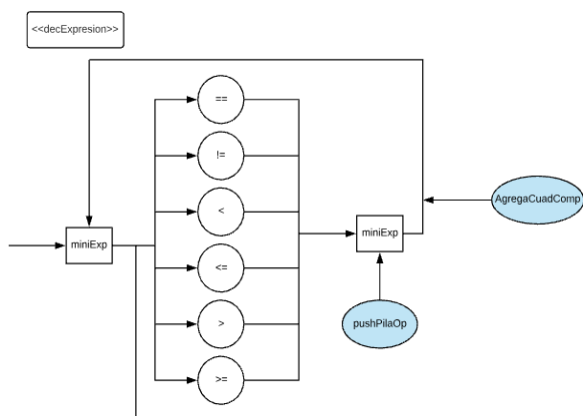 <<decExpresion>>
==
!=
<
AgregaCuadComp
miniExp
miniExp
<=
>
pushPilaOp
>=